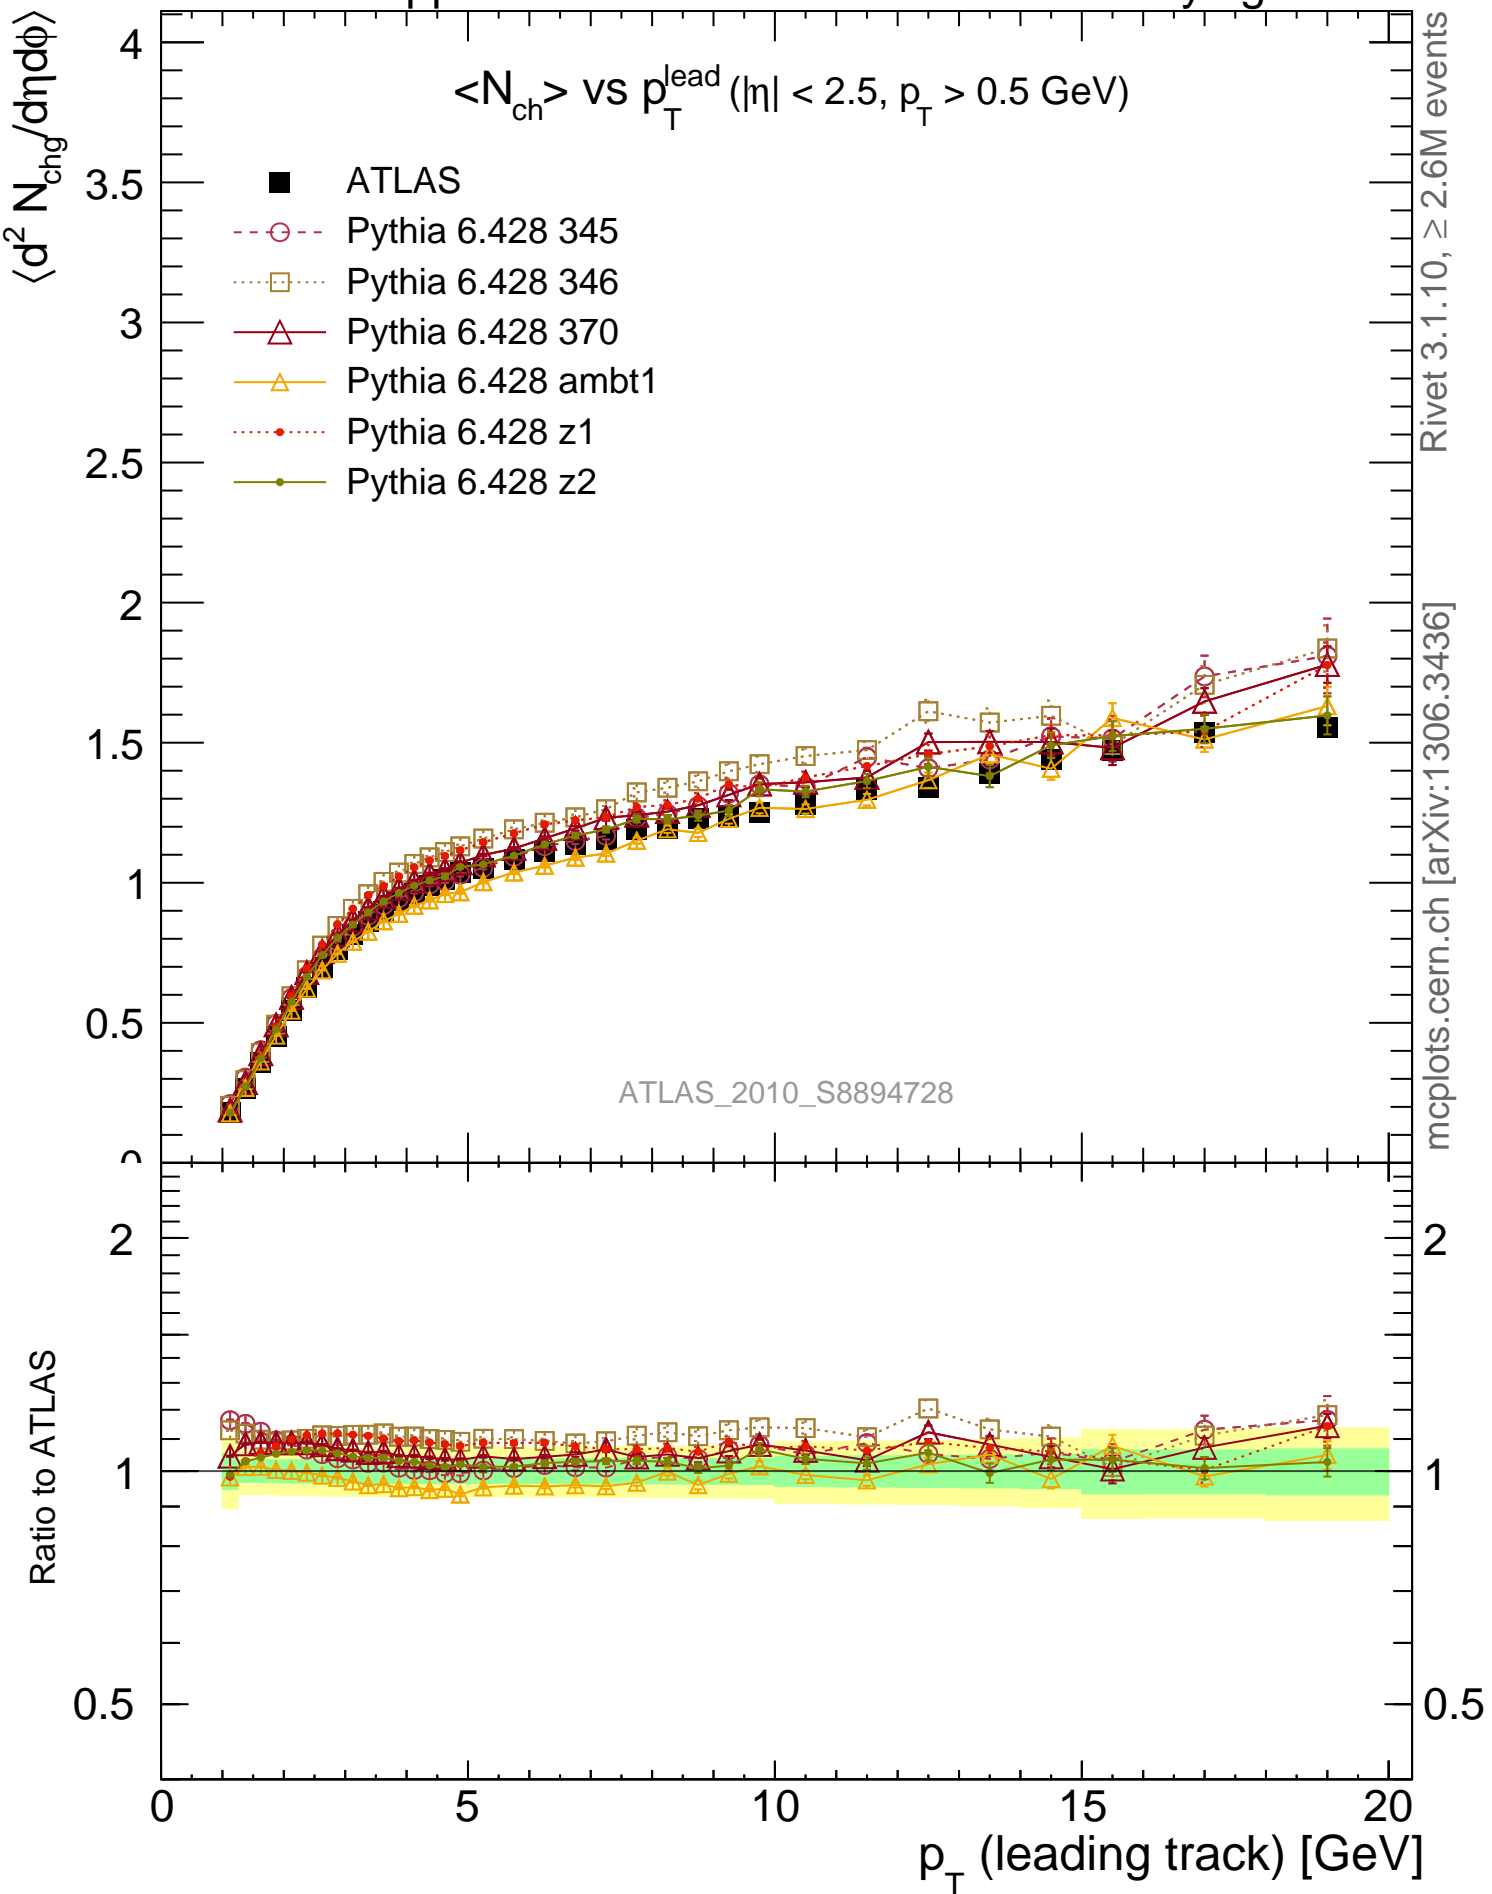 ⟨d² N_chg/dηdϕ⟩
<N_ch> vs p_T^lead (|η| < 2.5, p_T > 0.5 GeV)
ATLAS
Pythia 6.428 345
Pythia 6.428 346
Pythia 6.428 370
Pythia 6.428 ambt1
Pythia 6.428 z1
Pythia 6.428 z2
4
3.5
3
2.5
2
1.5
1
0.5
0
ATLAS_2010_S8894728
Rivet 3.1.10, ≥ 2.6M events
mcplots.cern.ch [arXiv:1306.3436]
Ratio to ATLAS
2
1
0.5
2
1
0.5
0
5
10
15
20
p_T (leading track) [GeV]